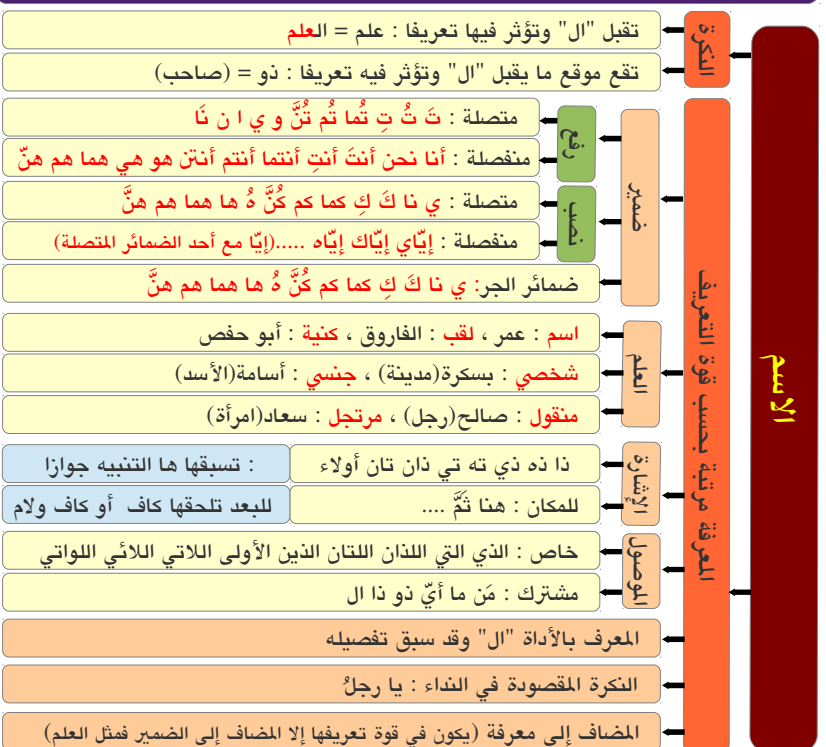 الاسم
النكرة
تقبل "ال" وتؤثر فيها تعريفا : علم = العلم
تقع موقع ما يقبل "ال" وتؤثر فيه تعريفا : ذو = (صاحب)
المعرفة مرتبة بحسب قوة التعريف
ضمير
رفع
متصلة : تَ تُ تِ تُما تُم تُنَّ و ي ا ن نَا
منفصلة : أنا نحن أنتَ أنتِ أنتما أنتم أنتن هو هي هما هم هنّ
نصب
متصلة : ي نا كَ كِ كما كم كُنَّ هُ ها هما هم هنَّ
منفصلة : إيّاي إيّاك إيّاه .....(إيّا مع أحد الضمائر المتصلة)
ضمائر الجر: ي نا كَ كِ كما كم كُنَّ هُ ها هما هم هنَّ
العلم
اسم : عمر ، لقب : الفاروق ، كنية : أبو حفص
شخصي : بسكرة(مدينة) ، جنسي : أسامة(الأسد)
منقول : صالح(رجل) ، مرتجل : سعاد(امرأة)
الإشارة
ذا ذه ذي ته تي ذان تان أولاء : تسبقها ها التنبيه جوازا
للمكان : هنا ثَمَّ .... للبعد تلحقها كاف أو كاف ولام
الموصول
خاص : الذي التي اللذان اللتان الذين الأولى اللاتي اللائي اللواتي
مشترك : مَن ما أيّ ذو ذا ال
المعرف بالأداة "ال" وقد سبق تفصيله
النكرة المقصودة في النداء : يا رجلُ
المضاف إلى معرفة (يكون في قوة تعريفها إلا المضاف إلى الضمير فمثل العلم)